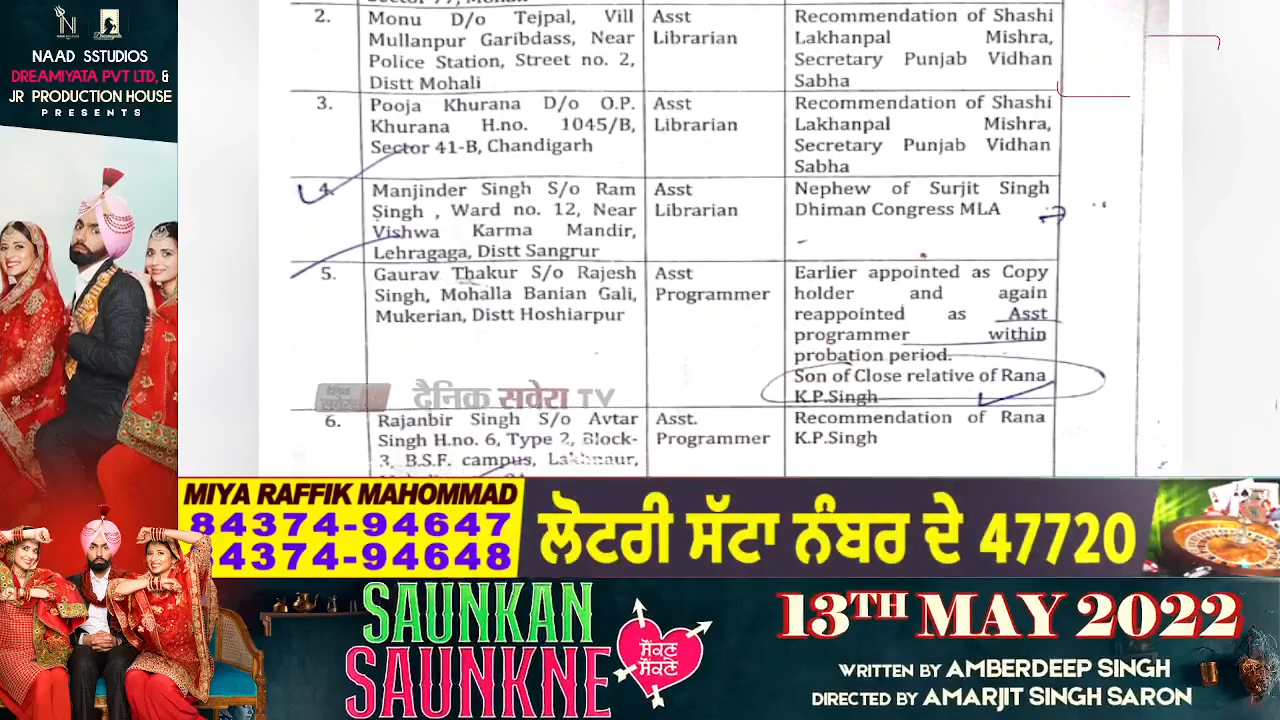 NAAD SSTUDIOS
DREAMIYATA PVT LTD, &
JR PRODUCTION HOUSE
PRESENTS
2. Monu D/o Tejpal, Vill Mullanpur Garibdass, Near Police Station, Street no. 2, Distt Mohali
Asst Librarian
Recommendation of Shashi Lakhanpal Mishra, Secretary Punjab Vidhan Sabha
3. Pooja Khurana D/o O.P. Khurana H.no. 1045/B, Sector 41-B, Chandigarh
Asst Librarian
Recommendation of Shashi Lakhanpal Mishra, Secretary Punjab Vidhan Sabha
4. Manjinder Singh S/o Ram Singh , Ward no. 12, Near Vishwa Karma Mandir, Lehragaga, Distt Sangrur
Asst Librarian
Nephew of Surjit Singh Dhiman Congress MLA
5. Gaurav Thakur S/o Rajesh Singh, Mohalla Banian Gali, Mukerian, Distt Hoshiarpur
Asst Programmer
Earlier appointed as Copy holder and again reappointed as Asst programmer within probation period.
Son of Close relative of Rana K.P.Singh
दैनिक सवेरा TV
6. Rajanbir Singh S/o Avtar Singh H.no. 6, Type 2, Block-3, B.S.F. campus, Lakhnaur,
Asst. Programmer
Recommendation of Rana K.P.Singh
MIYA RAFFIK MAHOMMAD
84374-94647
84374-94648
ਲੋਟਰੀ ਸੱਟਾ ਨੰਬਰ ਦੇ 47720
SAUNKAN
SAUNKNE
ਸੌਂਕਣ
ਸੌਂਕਣੇ
13TH MAY 2022
WRITTEN BY AMBERDEEP SINGH
DIRECTED BY AMARJIT SINGH SARON